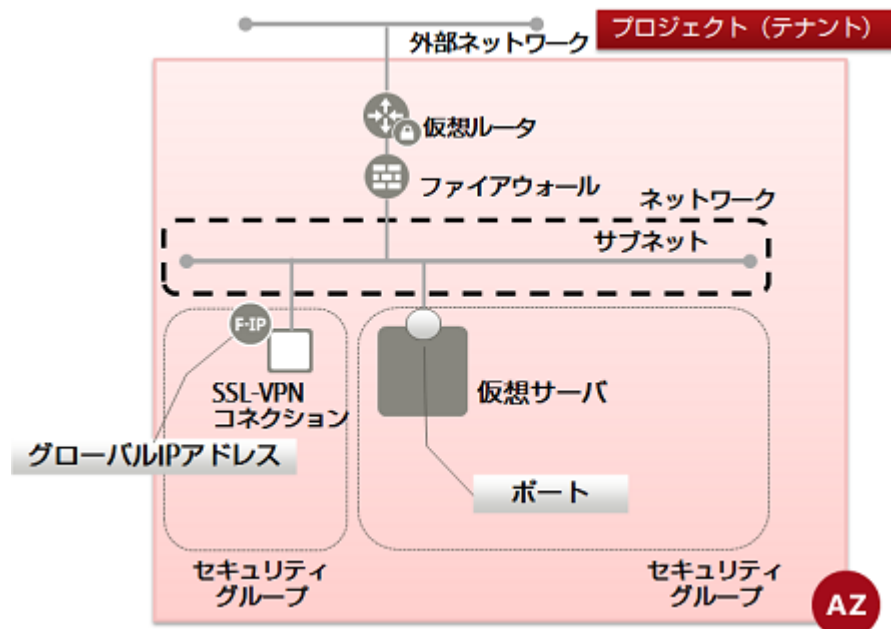 プロジェクト（テナント）
外部ネットワーク
仮想ルータ
ファイアウォール
ネットワーク
サブネット
F-IP
SSL-VPN
コネクション
仮想サーバ
グローバルIPアドレス
ポート
セキュリティ
グループ
セキュリティ
グループ
AZ